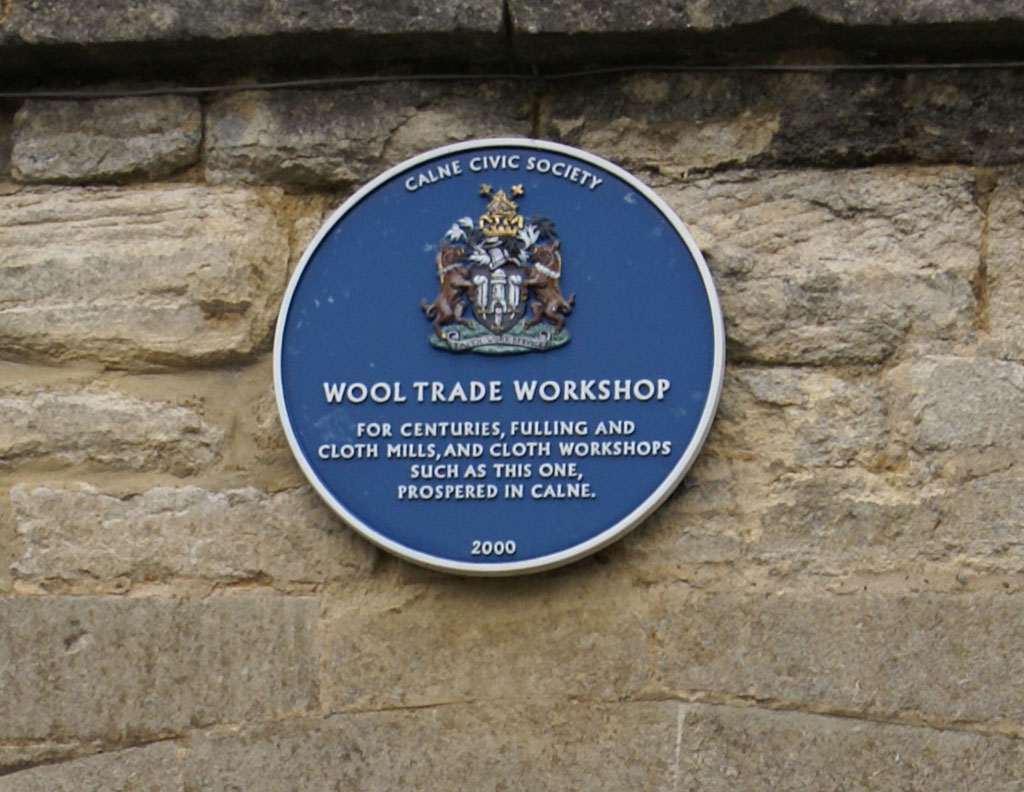 CALNE CIVIC SOCIETY
WOOL TRADE WORKSHOP
FOR CENTURIES, FULLING AND
CLOTH MILLS, AND CLOTH WORKSHOPS
SUCH AS THIS ONE,
PROSPERED IN CALNE.
2000